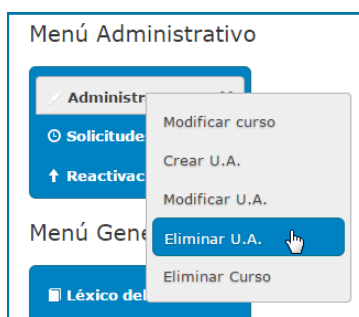 Menú Administrativo
Administr
Modificar curso
Solicitude
Crear U.A.
Reactivac
Modificar U.A.
Menú Gene
Eliminar U.A.
Eliminar Curso
Léxico del